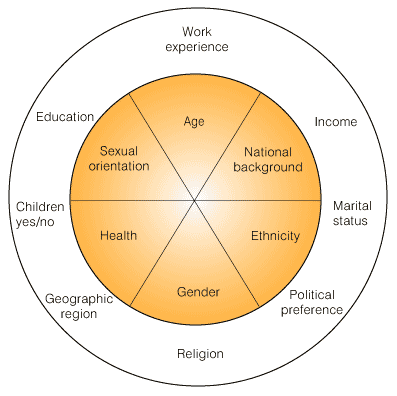 Work
experience
Education
Age
Income
Sexual
orientation
National
background
Children
yes/no
Marital
status
Health
Ethnicity
Geographic
region
Gender
Political
preference
Religion